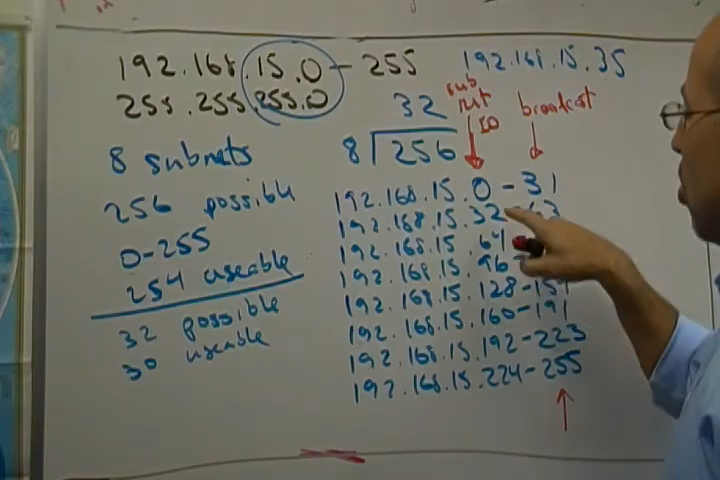 192.168.15.0 - 255
255.255.255.0
192.168.15.35
8 subnets
256 possible
0-255
254 useable
32 possible
30 useable
32
8 256
sub
net
ID
broadcast
192.168.15.0-31
192.168.15.32-63
192.168.15.64
192.168.15.96-
192.168.15.128-159
192.168.15.160-191
192.168.15.192-223
192.168.15.224-255